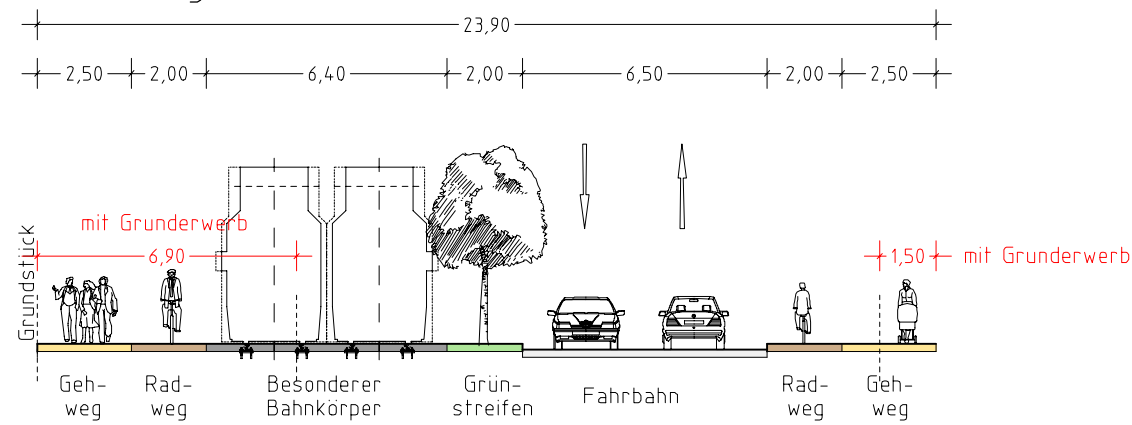 23,90
2,50 2,00 6,40 2,00 6,50 2,00 2,50
mit Grunderwerb
6,90
1,50 mit Grunderwerb
Grundstück
Geh-
weg
Rad-
weg
Besonderer
Bahnkörper
Grün-
streifen
Fahrbahn
Rad-
weg
Geh-
weg